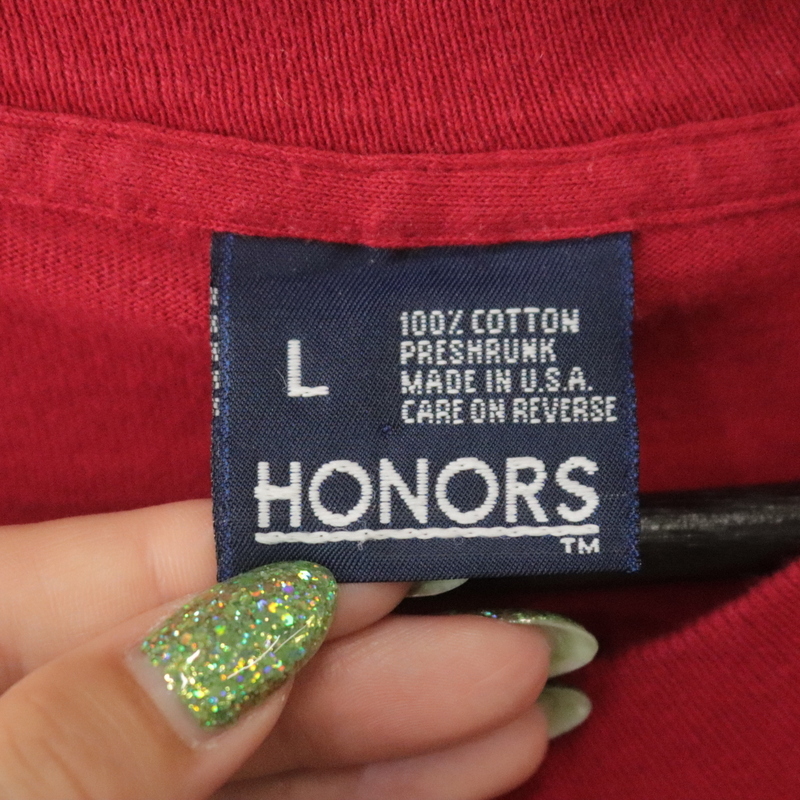 L
100% COTTON
PRESHRUNK
MADE IN U.S.A.
CARE ON REVERSE
HONORS
TM